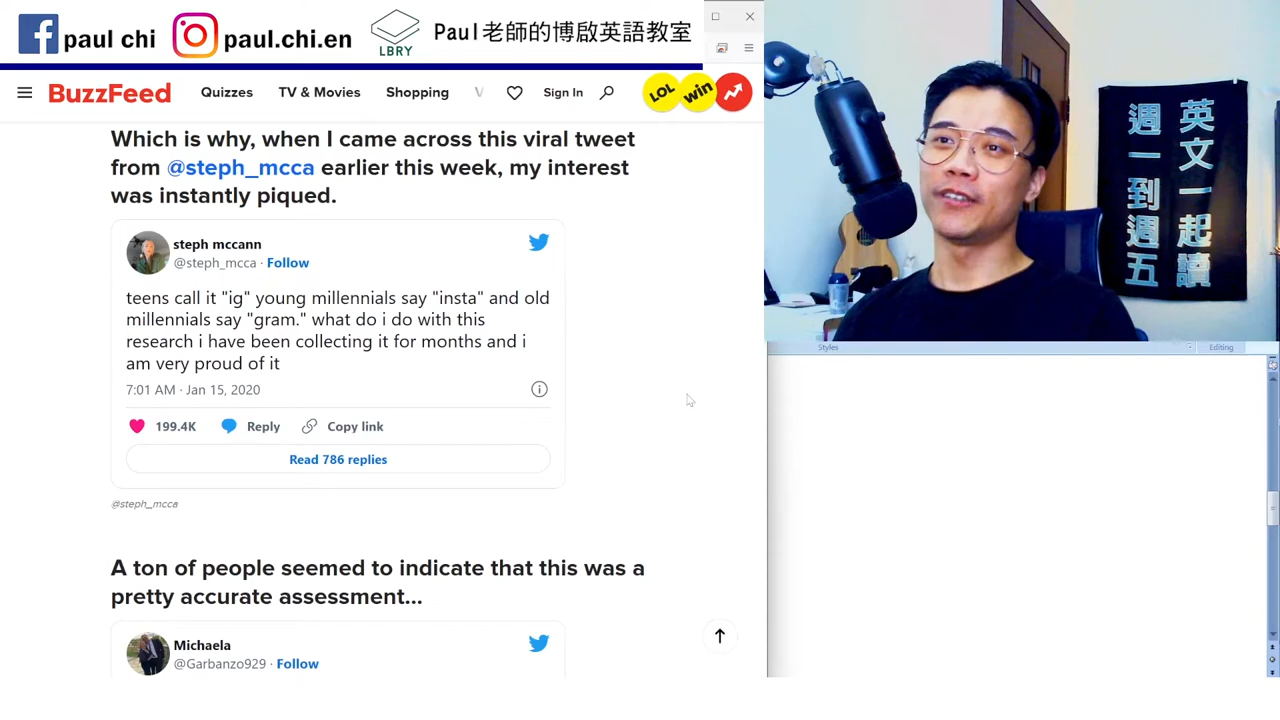 paul chi
paul.chi.en
LBRY
Paul老師的博啟英語教室
BuzzFeed
Quizzes
TV & Movies
Shopping
Sign In
LOL
win
Which is why, when I came across this viral tweet
from @steph_mcca earlier this week, my interest
was instantly piqued.
steph mccann
@steph_mcca · Follow
teens call it "ig" young millennials say "insta" and old
millennials say "gram." what do i do with this
research i have been collecting it for months and i
am very proud of it
7:01 AM · Jan 15, 2020
199.4K
Reply
Copy link
Read 786 replies
@steph_mcca
A ton of people seemed to indicate that this was a
pretty accurate assessment...
Michaela
@Garbanzo929 · Follow
英文一起讀
週一到週五
Styles
Editing